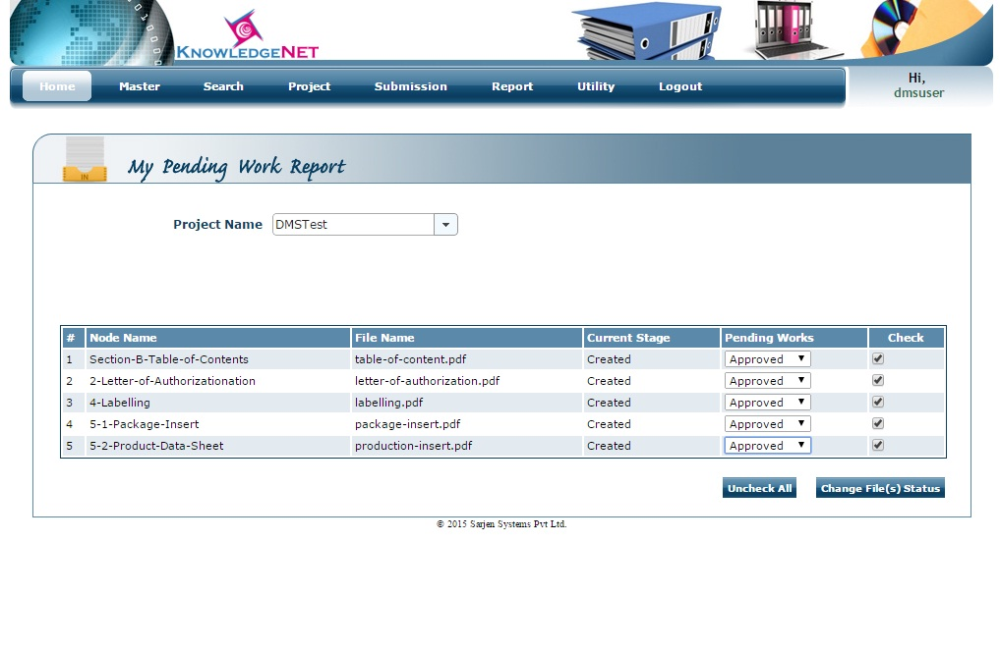 KNOWLEDGENET
Home Master Search Project Submission Report Utility Logout
Hi,
dmsuser
IN
My Pending Work Report
Project Name DMSTest
# Node Name File Name Current Stage Pending Works Check
1 Section-B-Table-of-Contents table-of-content.pdf Created Approved
2 2-Letter-of-Authorizationation letter-of-authorization.pdf Created Approved
3 4-Labelling labelling.pdf Created Approved
4 5-1-Package-Insert package-insert.pdf Created Approved
5 5-2-Product-Data-Sheet production-insert.pdf Created Approved
Uncheck All Change File(s) Status
© 2015 Sarjen Systems Pvt Ltd.